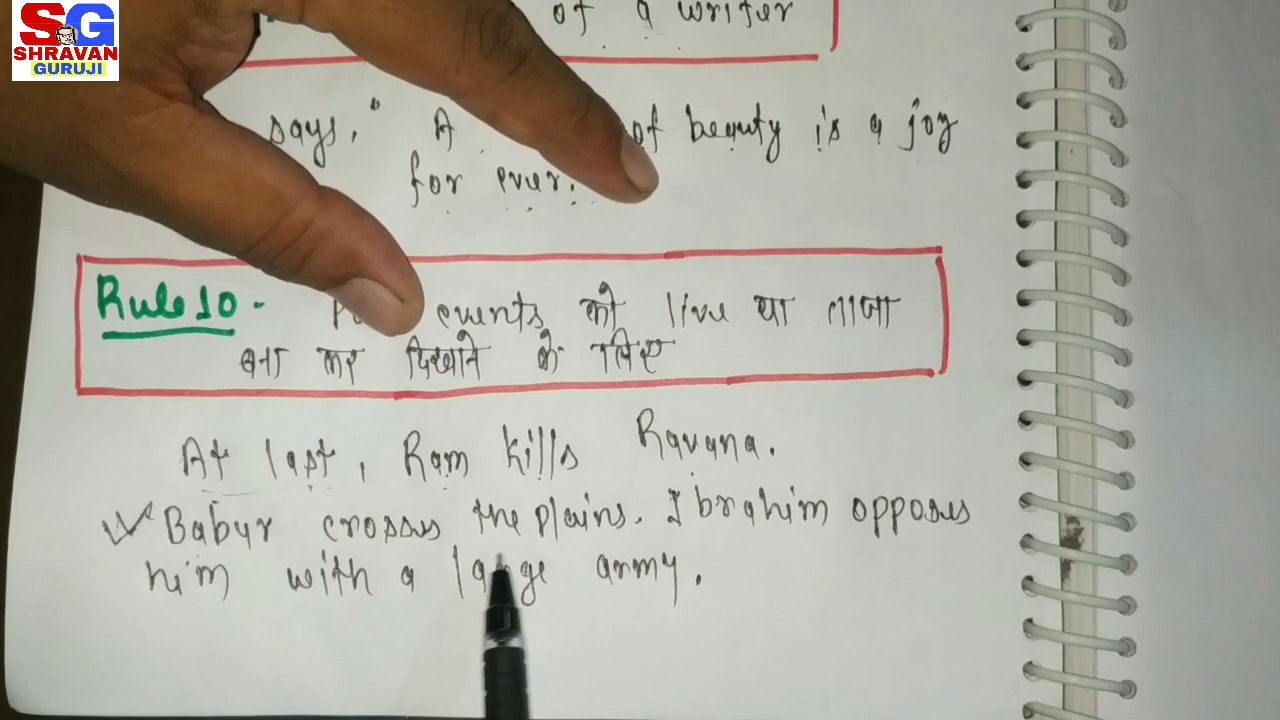 SG
SHRAVAN
GURUJI
of a writer
says, " A of beauty is a joy
for ever.
Rule 10 - events को live या ताजा
बना कर दिखाने के लिए
At last, Ram kills Ravana.
Babur crosses the plains. Ibrahim opposes
him with a large army.